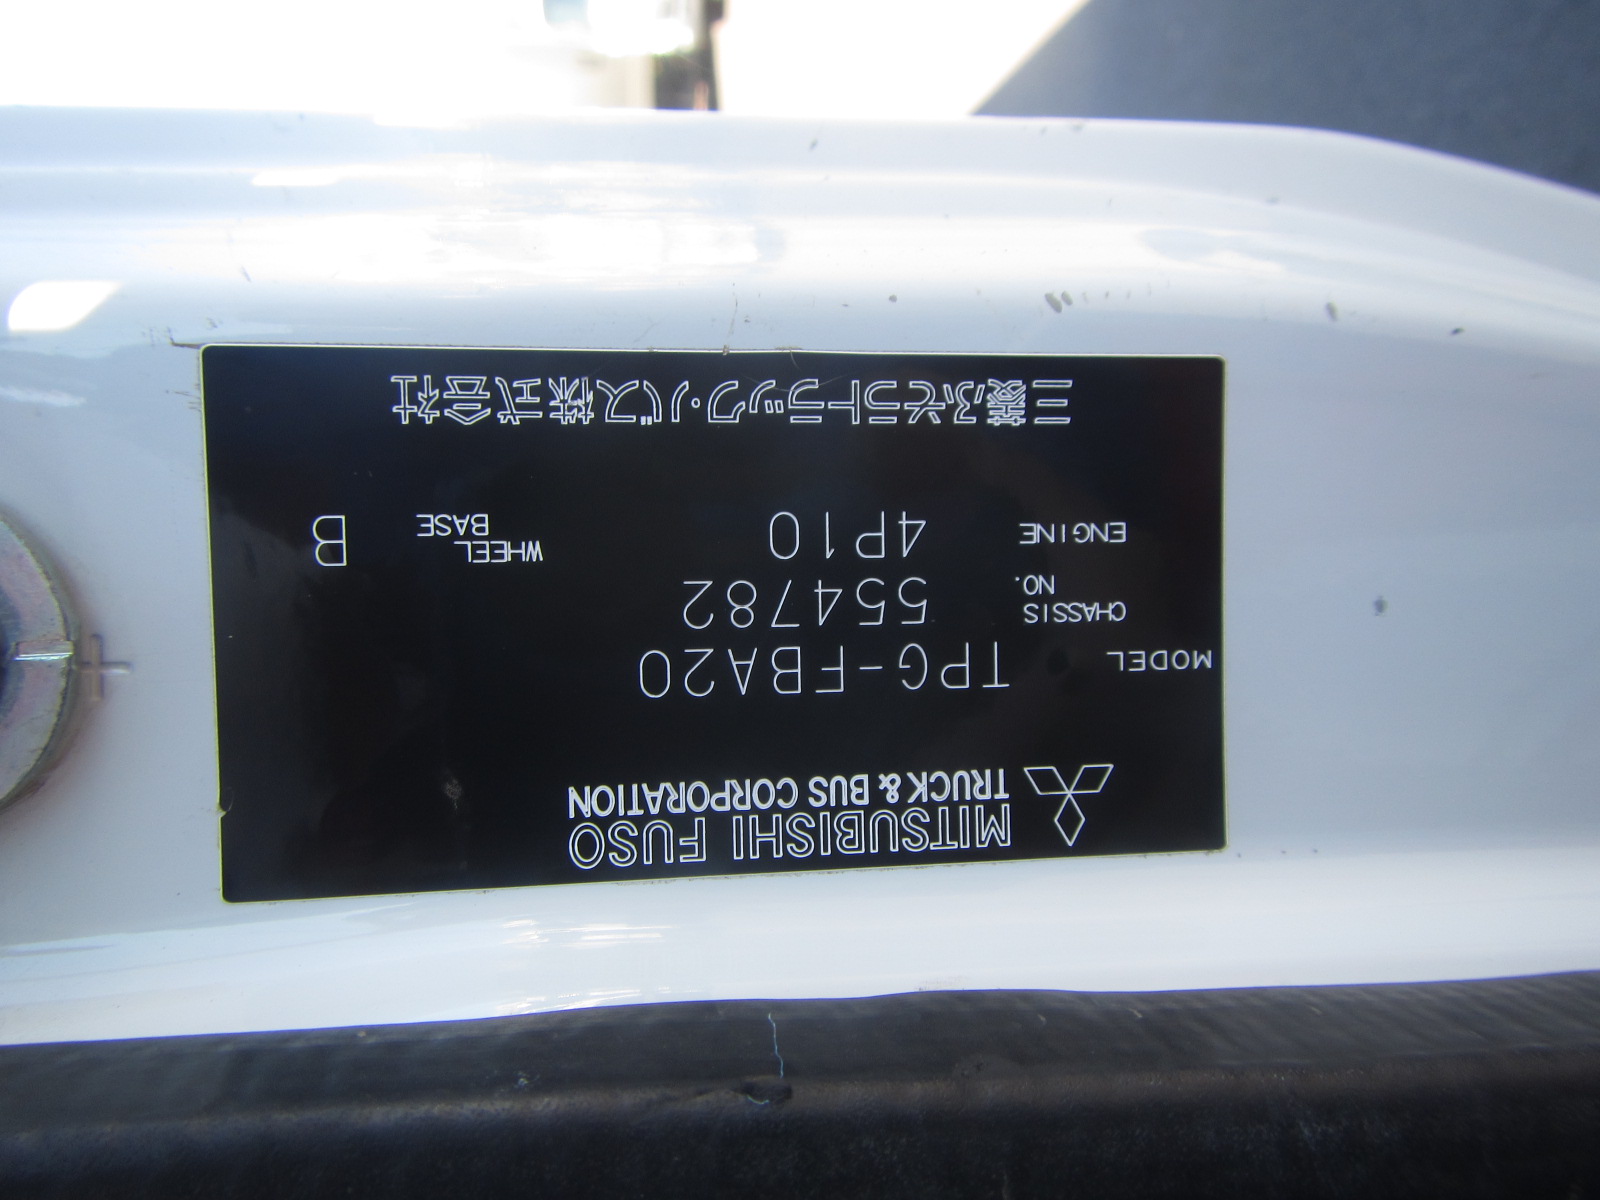 MITSUBISHI FUSO
TRUCK & BUS CORPORATION
MODEL TPG-FBA20
CHASSIS NO. 554782
ENGINE 4P10 WHEEL BASE B
三菱ふそうトラック・バス株式会社